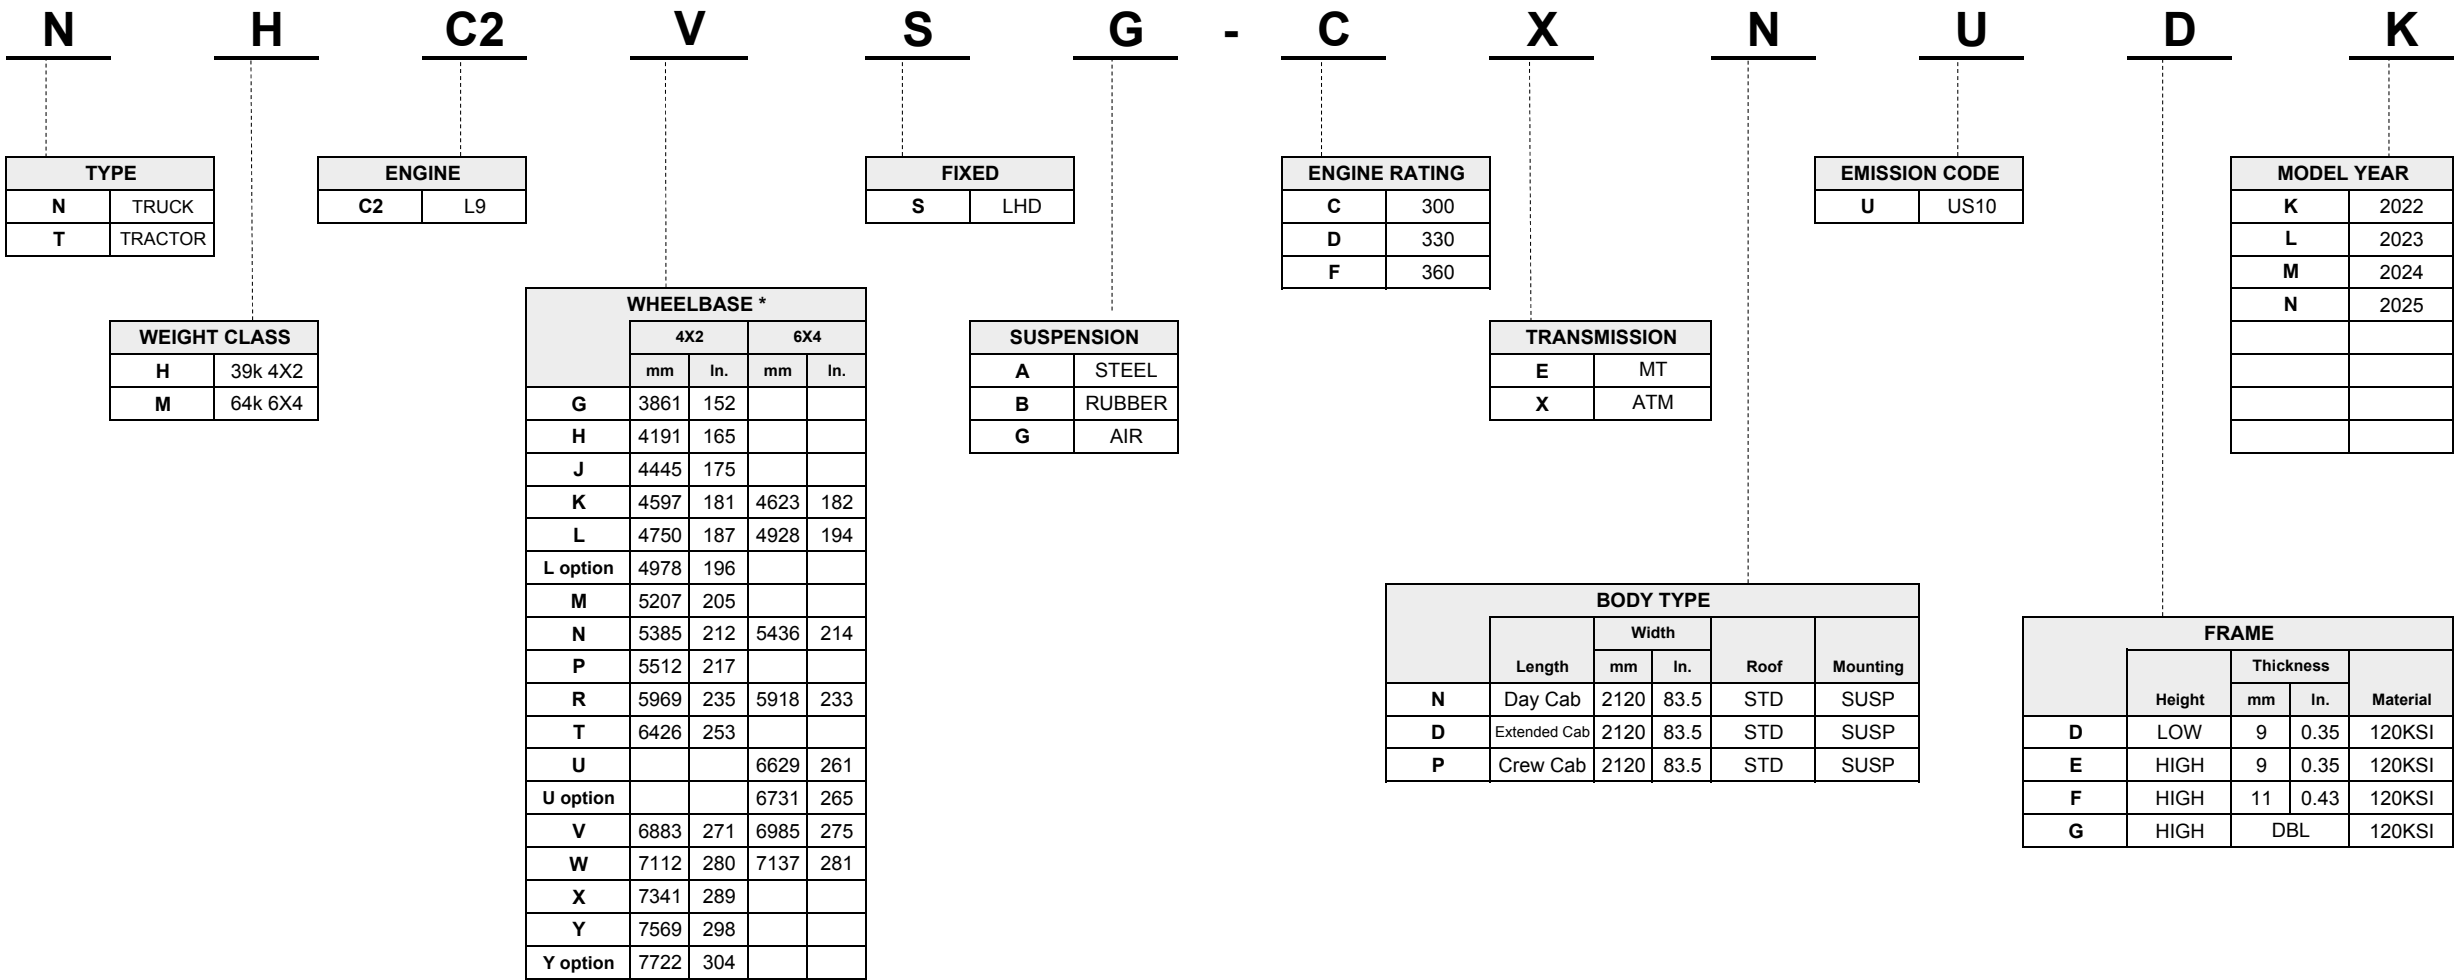 N H C2 V S G - C X N U D K
TYPE
N TRUCK
T TRACTOR
WEIGHT CLASS
H 39k 4X2
M 64k 6X4
ENGINE
C2 L9
WHEELBASE *
4X2 6X4
mm In. mm In.
G 3861 152
H 4191 165
J 4445 175
K 4597 181 4623 182
L 4750 187 4928 194
L option 4978 196
M 5207 205
N 5385 212 5436 214
P 5512 217
R 5969 235 5918 233
T 6426 253
U 6629 261
U option 6731 265
V 6883 271 6985 275
W 7112 280 7137 281
X 7341 289
Y 7569 298
Y option 7722 304
FIXED
S LHD
SUSPENSION
A STEEL
B RUBBER
G AIR
ENGINE RATING
C 300
D 330
F 360
TRANSMISSION
E MT
X ATM
BODY TYPE
Width
Length mm In. Roof Mounting
N Day Cab 2120 83.5 STD SUSP
D Extended Cab 2120 83.5 STD SUSP
P Crew Cab 2120 83.5 STD SUSP
EMISSION CODE
U US10
FRAME
Thickness
Height mm In. Material
D LOW 9 0.35 120KSI
E HIGH 9 0.35 120KSI
F HIGH 11 0.43 120KSI
G HIGH DBL 120KSI
MODEL YEAR
K 2022
L 2023
M 2024
N 2025